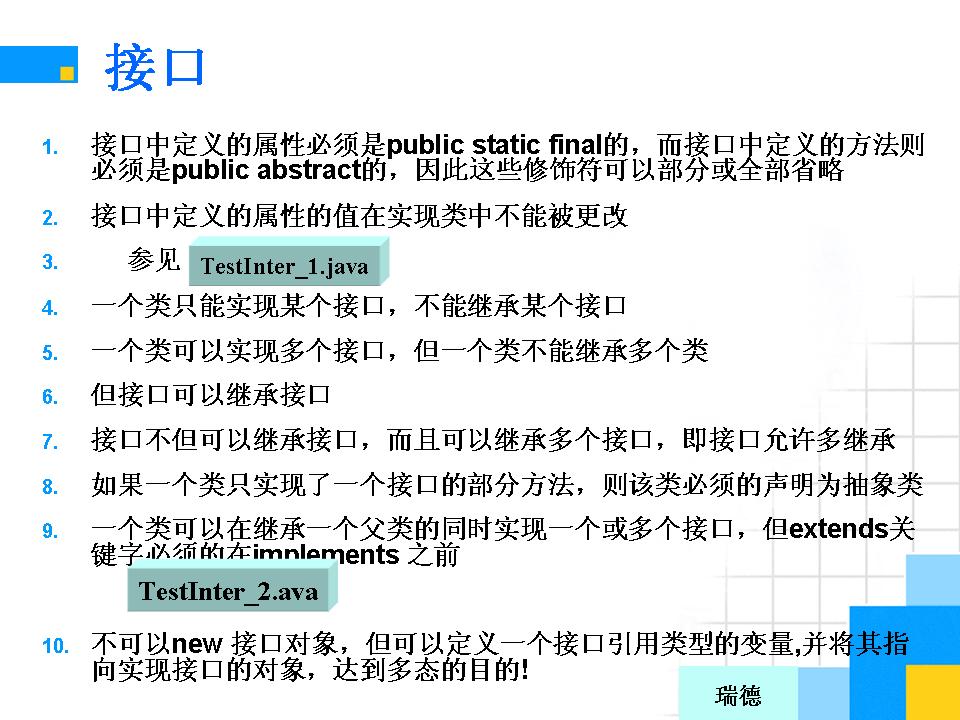 接口
1. 接口中定义的属性必须是public static final的，而接口中定义的方法则
必须是public abstract的，因此这些修饰符可以部分或全部省略
2. 接口中定义的属性的值在实现类中不能被更改
3. 参见 TestInter_1.java
4. 一个类只能实现某个接口，不能继承某个接口
5. 一个类可以实现多个接口，但一个类不能继承多个类
6. 但接口可以继承接口
7. 接口不但可以继承接口，而且可以继承多个接口，即接口允许多继承
8. 如果一个类只实现了一个接口的部分方法，则该类必须的声明为抽象类
9. 一个类可以在继承一个父类的同时实现一个或多个接口，但extends关
键字必须的在implements 之前
TestInter_2.ava
10. 不可以new 接口对象，但可以定义一个接口引用类型的变量,并将其指
向实现接口的对象，达到多态的目的!
瑞德